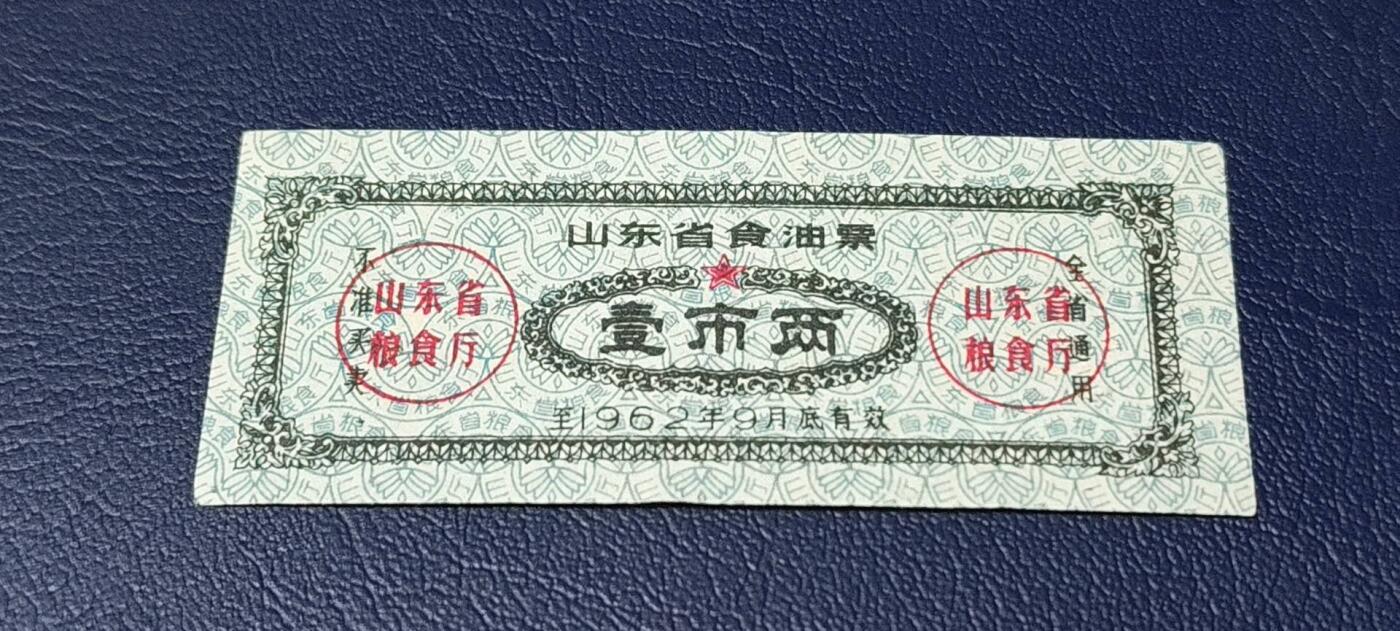 山东省食油票
壹市两
至1962年9月底有效
不准买卖
全省通用
山东省
粮食厅
山东省
粮食厅